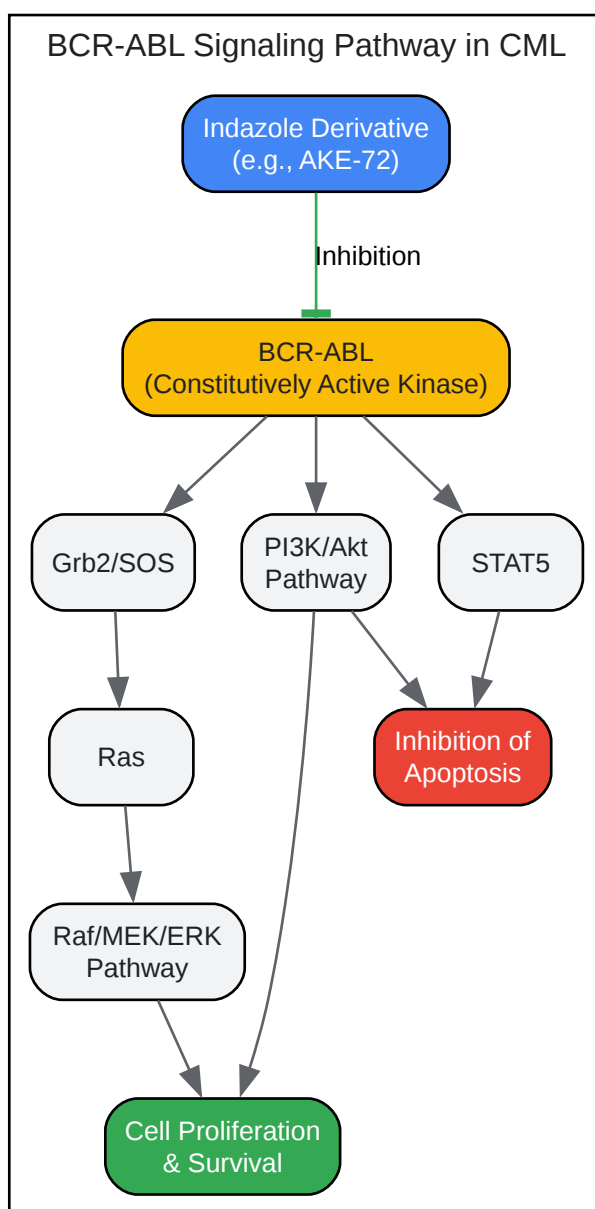 BCR-ABL Signaling Pathway in CML
Indazole Derivative
(e.g., AKE-72)
Inhibition
BCR-ABL
(Constitutively Active Kinase)
Grb2/SOS
PI3K/Akt
Pathway
STAT5
Ras
Inhibition of
Apoptosis
Raf/MEK/ERK
Pathway
Cell Proliferation
& Survival